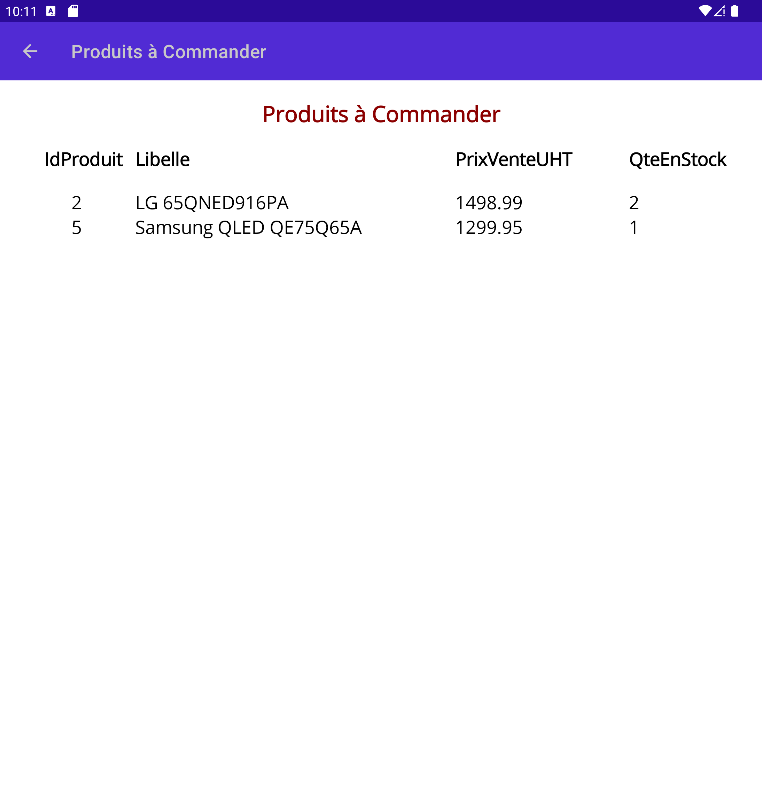 10:11
Produits à Commander
Produits à Commander
IdProduit Libelle PrixVenteUHT QteEnStock
2 LG 65QNED916PA 1498.99 2
5 Samsung QLED QE75Q65A 1299.95 1